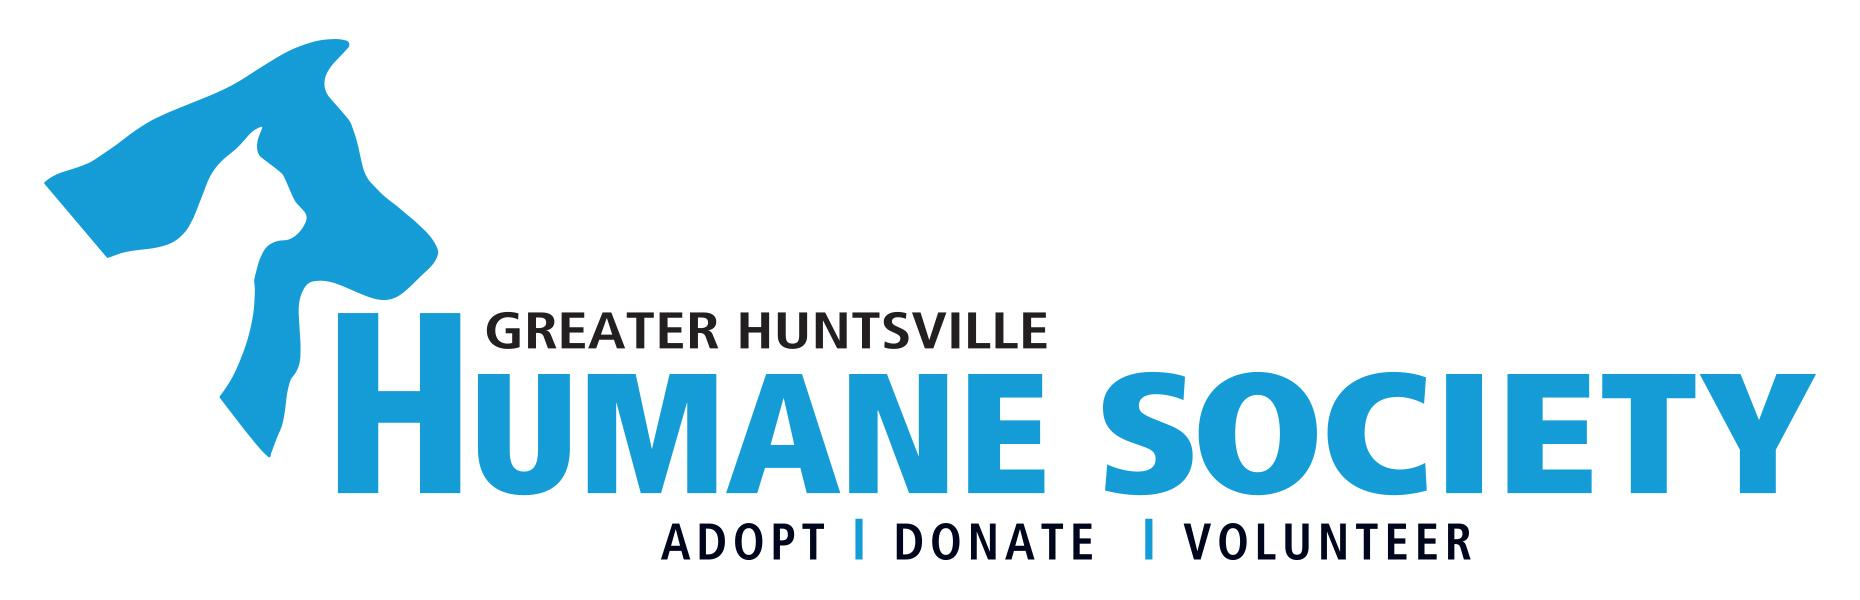 GREATER HUNTSVILLE
HUMANE SOCIETY
ADOPT | DONATE | VOLUNTEER